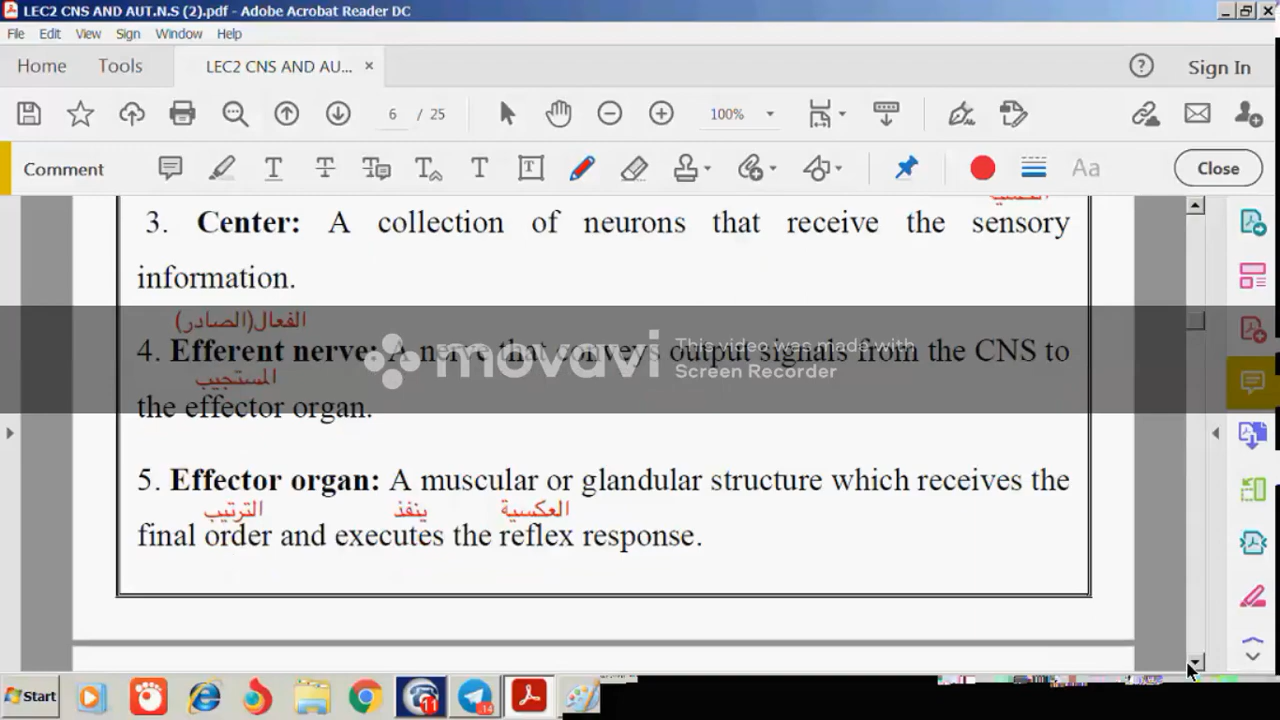 LEC2 CNS AND AUT.N.S (2).pdf - Adobe Acrobat Reader DC
File Edit View Sign Window Help
Home Tools LEC2 CNS AND AU... × Sign In
6 / 25 100%
Comment Aa Close
3. Center: A collection of neurons that receive the sensory
information.
الفعال(الصادر)
4. Efferent nerve: A nerve that conveys output signals from the CNS to
المستجيب
the effector organ.
movavi This video was made with
Screen Recorder
5. Effector organ: A muscular or glandular structure which receives the
الترتيب ينفذ العكسية
final order and executes the reflex response.
Start 11 14